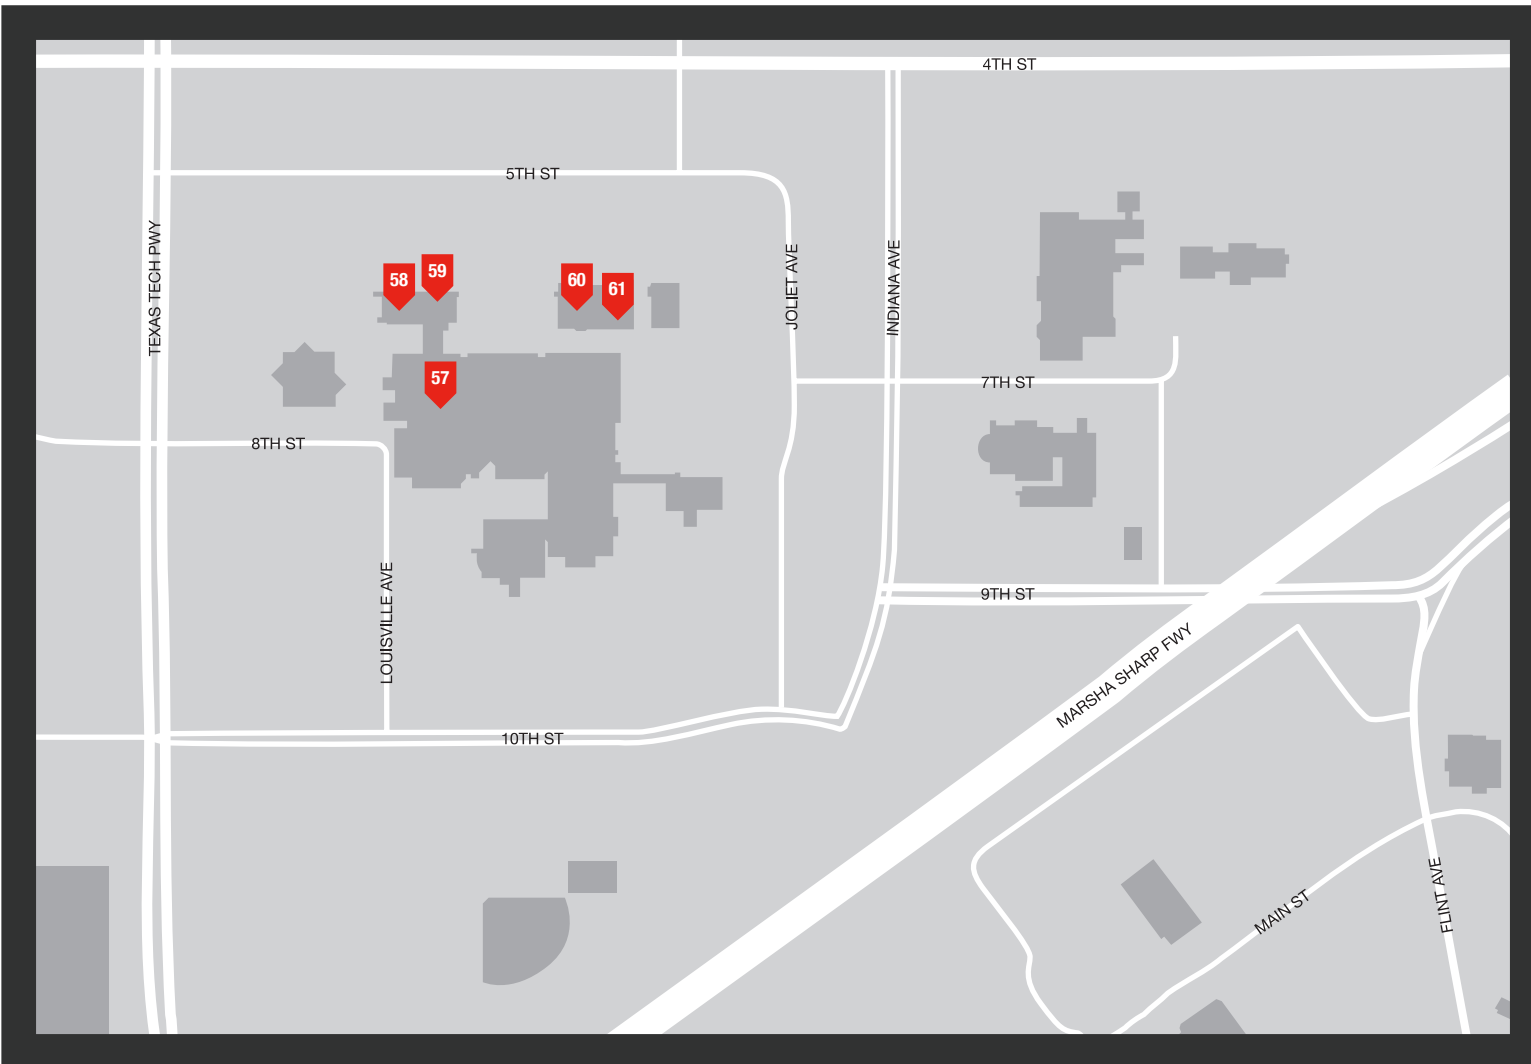 4TH ST
5TH ST
TEXAS TECH PWY
JOLIET AVE
INDIANA AVE
58
59
60
61
57
7TH ST
8TH ST
LOUISVILLE AVE
9TH ST
MARSHA SHARP FWY
10TH ST
MAIN ST
FLINT AVE